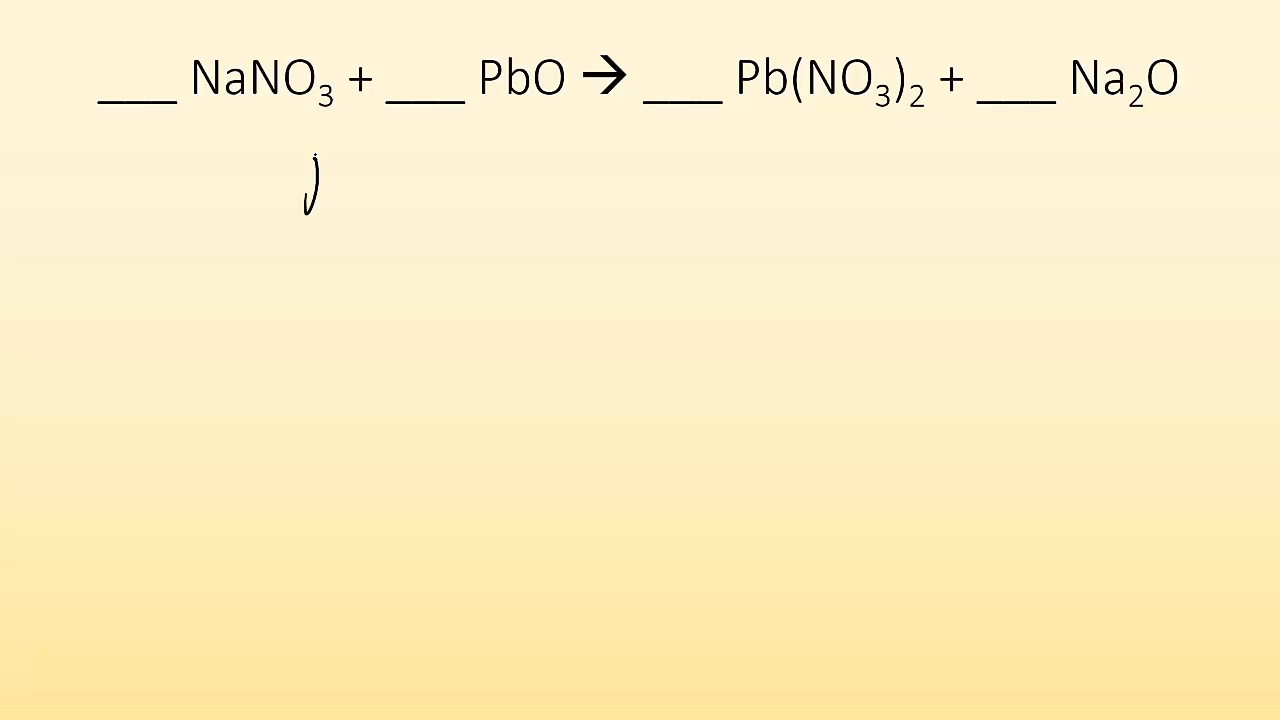 ___ NaNO₃ + ___ PbO → ___ Pb(NO₃)₂ + ___ Na₂O